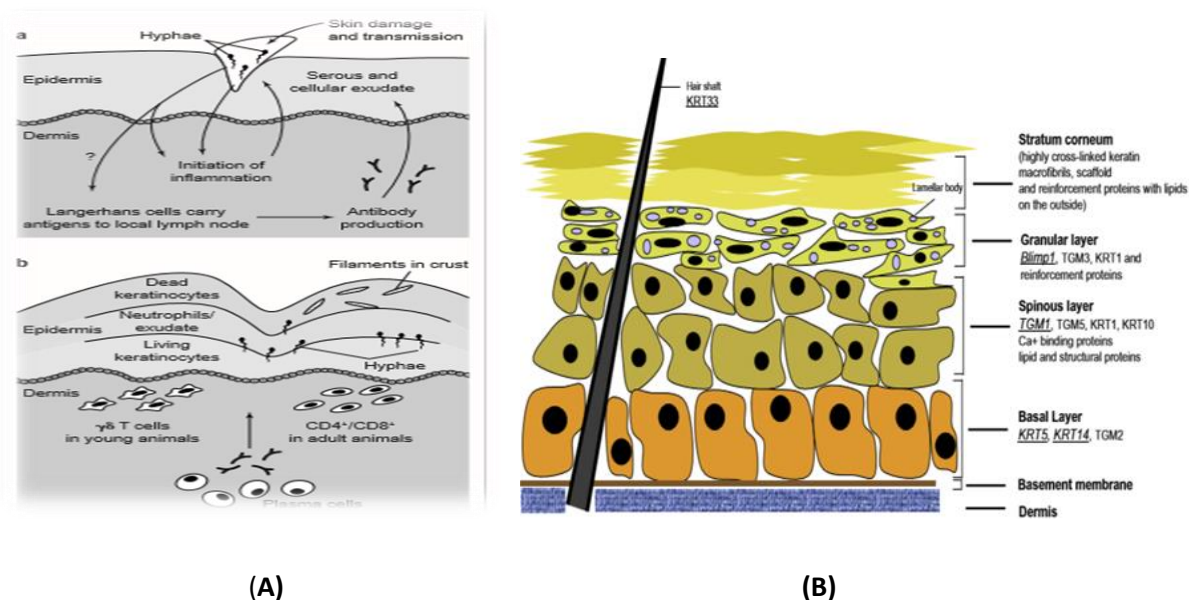 a
Skin damage
and transmission
Hyphae
Epidermis
Serous and
cellular exudate
Dermis
?
Initiation of
inflammation
Langerhans cells carry
antigens to local lymph node
Antibody
production
b
Filaments in crust
Dead
keratinocytes
Epidermis
Neutrophils/
exudate
Living
keratinocytes
Hyphae
Dermis
γδ T cells
in young animals
CD4⁺/CD8⁺
in adult animals
Plasma cells
(A)
Hair shaft
KRT33
Lamellar body
Stratum corneum
(highly cross-linked keratin
macrofibrils, scaffold
and reinforcement proteins with lipids
on the outside)
Granular layer
Blimp1, TGM3, KRT1 and
reinforcement proteins
Spinous layer
TGM1, TGM5, KRT1, KRT10
Ca+ binding proteins
lipid and structural proteins
Basal Layer
KRT5, KRT14, TGM2
Basement membrane
Dermis
(B)